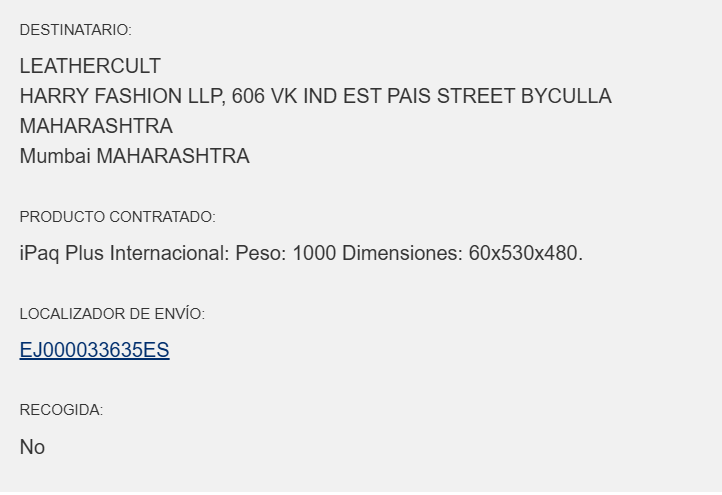 DESTINATARIO:
LEATHERCULT
HARRY FASHION LLP, 606 VK IND EST PAIS STREET BYCULLA
MAHARASHTRA
Mumbai MAHARASHTRA
PRODUCTO CONTRATADO:
iPaq Plus Internacional: Peso: 1000 Dimensiones: 60x530x480.
LOCALIZADOR DE ENVÍO:
EJ000033635ES
RECOGIDA:
No